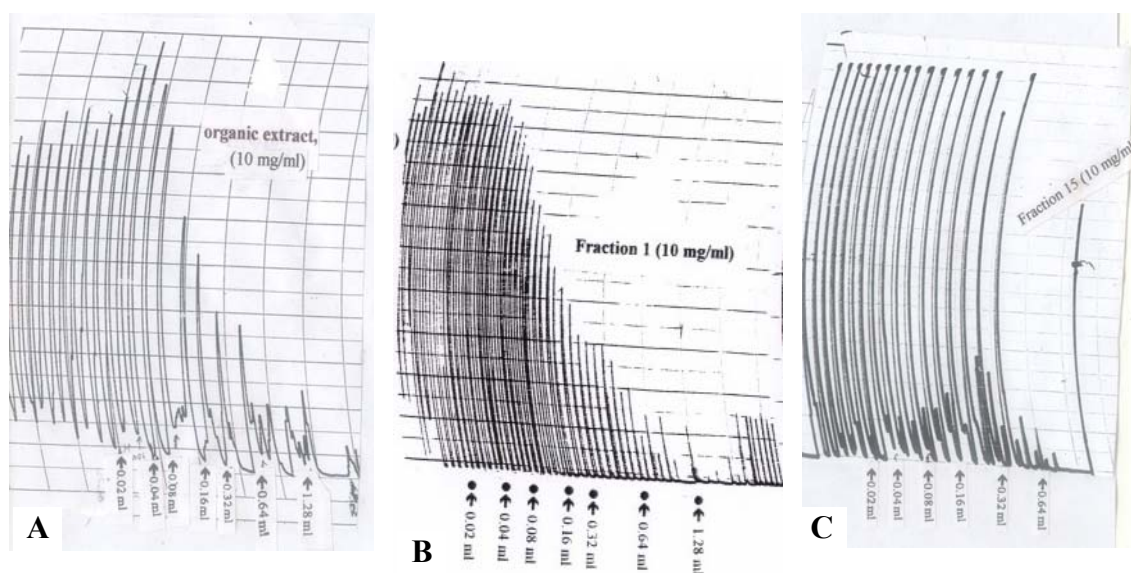 organic extract,
(10 mg/ml)
←0.02 ml
←0.04 ml
←0.08 ml
←0.16 ml
←0.32 ml
←0.64 ml
←1.28 ml
A
)
Fraction 1 (10 mg/ml)
←0.02 ml
←0.04 ml
←0.08 ml
←0.16 ml
←0.32 ml
←0.64 ml
←1.28 ml
B
Fraction 15 (10 mg/ml
←0.02 ml
←0.04 ml
←0.08 ml
←0.16 ml
←0.32 ml
←0.64 ml
C